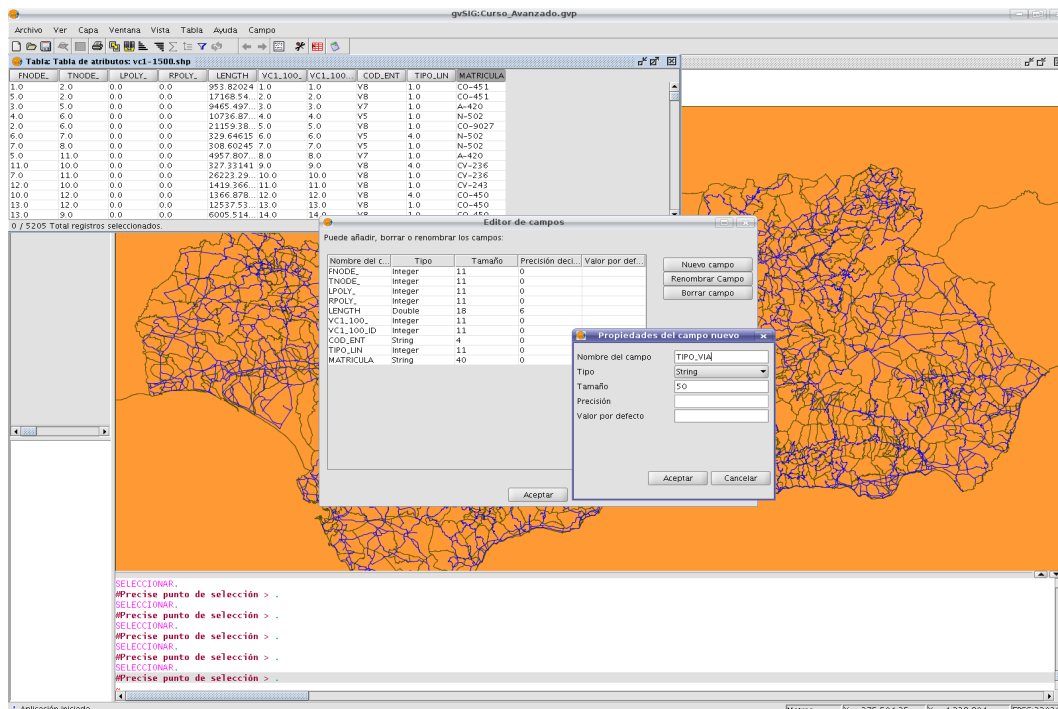 gvSIG:Curso_Avanzado.gvp
Archivo Ver Capa Ventana Vista Tabla Ayuda Campo
Tabla: Tabla de atributos: vc1-1500.shp
FNODE_ TNODE_ LPOLY_ RPOLY_ LENGTH VC1_100_ VC1_100... COD_ENT TIPO_LIN MATRICULA
1.0 2.0 0.0 0.0 953.82024 1.0 1.0 V8 1.0 CO-451
5.0 2.0 0.0 0.0 17168.54... 2.0 2.0 V8 1.0 CO-451
3.0 5.0 0.0 0.0 9465.497... 3.0 3.0 V7 1.0 A-420
4.0 6.0 0.0 0.0 10736.87... 4.0 4.0 V5 1.0 N-502
2.0 6.0 0.0 0.0 21159.38... 5.0 5.0 V8 1.0 CO-9027
6.0 7.0 0.0 0.0 329.64615 6.0 6.0 V5 4.0 N-502
7.0 8.0 0.0 0.0 308.60245 7.0 7.0 V5 1.0 N-502
5.0 11.0 0.0 0.0 4957.807... 8.0 8.0 V7 1.0 A-420
11.0 10.0 0.0 0.0 327.33141 9.0 9.0 V8 4.0 CV-236
7.0 11.0 0.0 0.0 26223.29... 10.0 10.0 V8 1.0 CV-236
12.0 10.0 0.0 0.0 1419.366... 11.0 11.0 V8 1.0 CV-243
10.0 12.0 0.0 0.0 1366.878... 12.0 12.0 V8 4.0 CO-450
13.0 12.0 0.0 0.0 12537.53... 13.0 13.0 V8 1.0 CO-450
13.0 9.0 0.0 0.0 6005.514... 14.0 14.0 V8 1.0 CO-450
0 / 5205 Total registros seleccionados.
Editor de campos
Puede añadir, borrar o renombrar los campos:
Nombre del c... Tipo Tamaño Precisión deci... Valor por def...
FNODE_ Integer 11 0
TNODE_ Integer 11 0
LPOLY_ Integer 11 0
RPOLY_ Integer 11 0
LENGTH Double 18 6
VC1_100_ Integer 11 0
VC1_100_ID Integer 11 0
COD_ENT String 4 0
TIPO_LIN Integer 11 0
MATRICULA String 40 0
Nuevo campo
Renombrar Campo
Borrar campo
Aceptar
Propiedades del campo nuevo
Nombre del campo TIPO_VIA
Tipo String
Tamaño 50
Precisión
Valor por defecto
Aceptar Cancelar
SELECCIONAR.
#Precise punto de selección > .
SELECCIONAR.
#Precise punto de selección > .
SELECCIONAR.
#Precise punto de selección > .
SELECCIONAR.
#Precise punto de selección > .
SELECCIONAR.
#Precise punto de selección > .
Aplicación iniciada